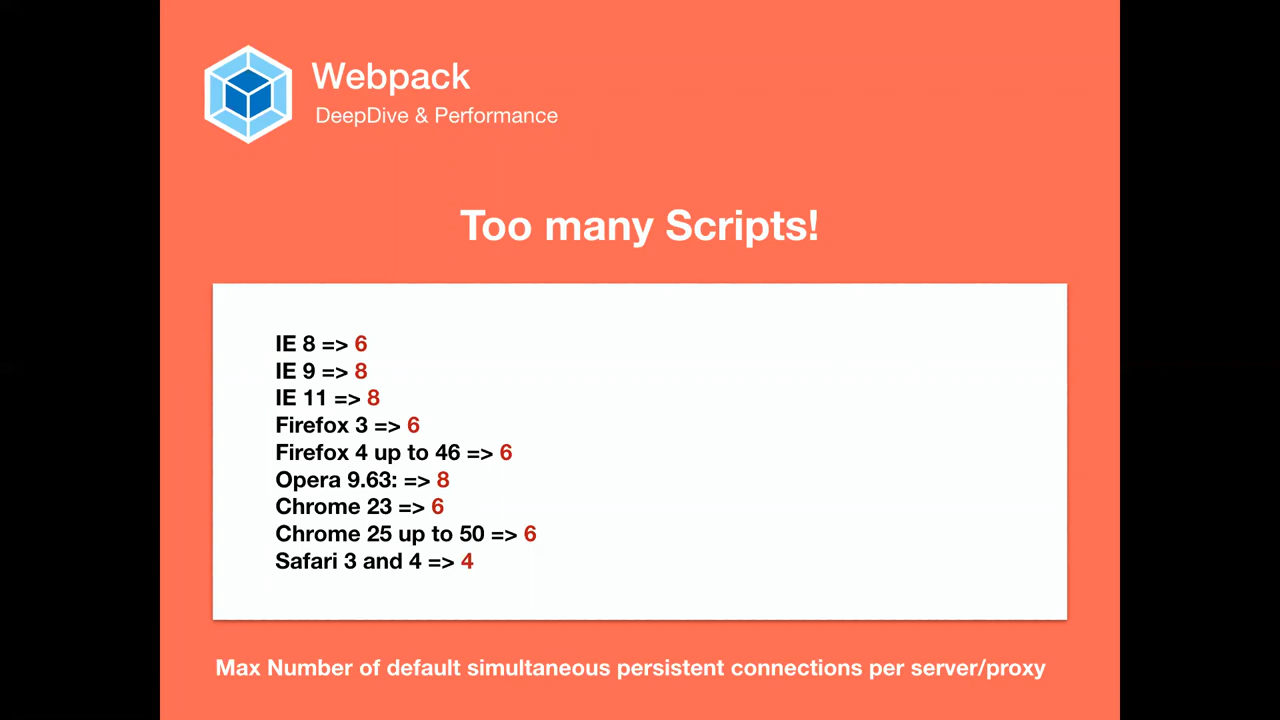 Webpack
DeepDive & Performance
Too many Scripts!
IE 8 => 6
IE 9 => 8
IE 11 => 8
Firefox 3 => 6
Firefox 4 up to 46 => 6
Opera 9.63: => 8
Chrome 23 => 6
Chrome 25 up to 50 => 6
Safari 3 and 4 => 4
Max Number of default simultaneous persistent connections per server/proxy